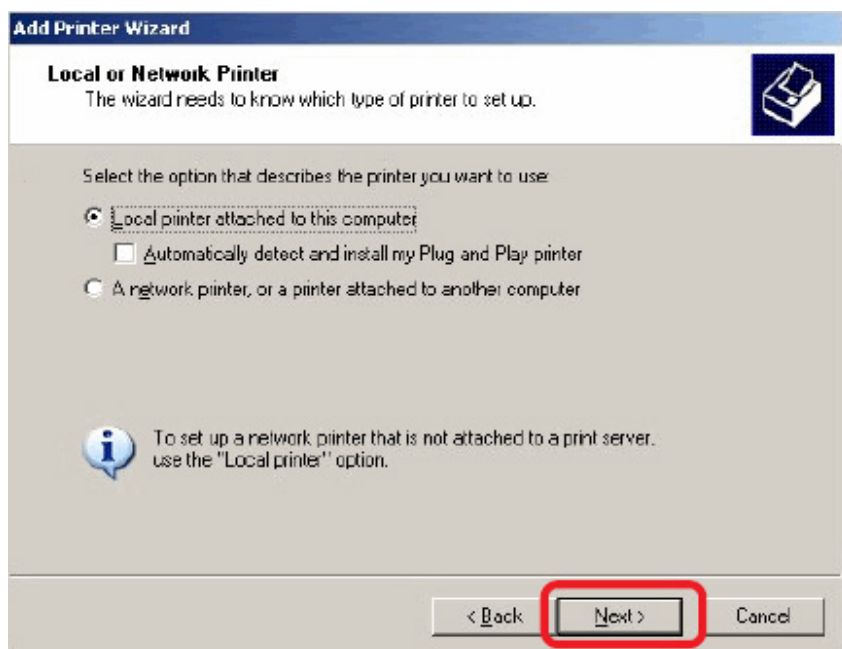 Add Printer Wizard
Local or Network Printer
The wizard needs to know which type of printer to set up.
Select the option that describes the printer you want to use:
Local printer attached to this computer
Automatically detect and install my Plug and Play printer
A network printer, or a printer attached to another computer
To set up a network printer that is not attached to a print server,
use the "Local printer" option.
< Back
Next >
Cancel